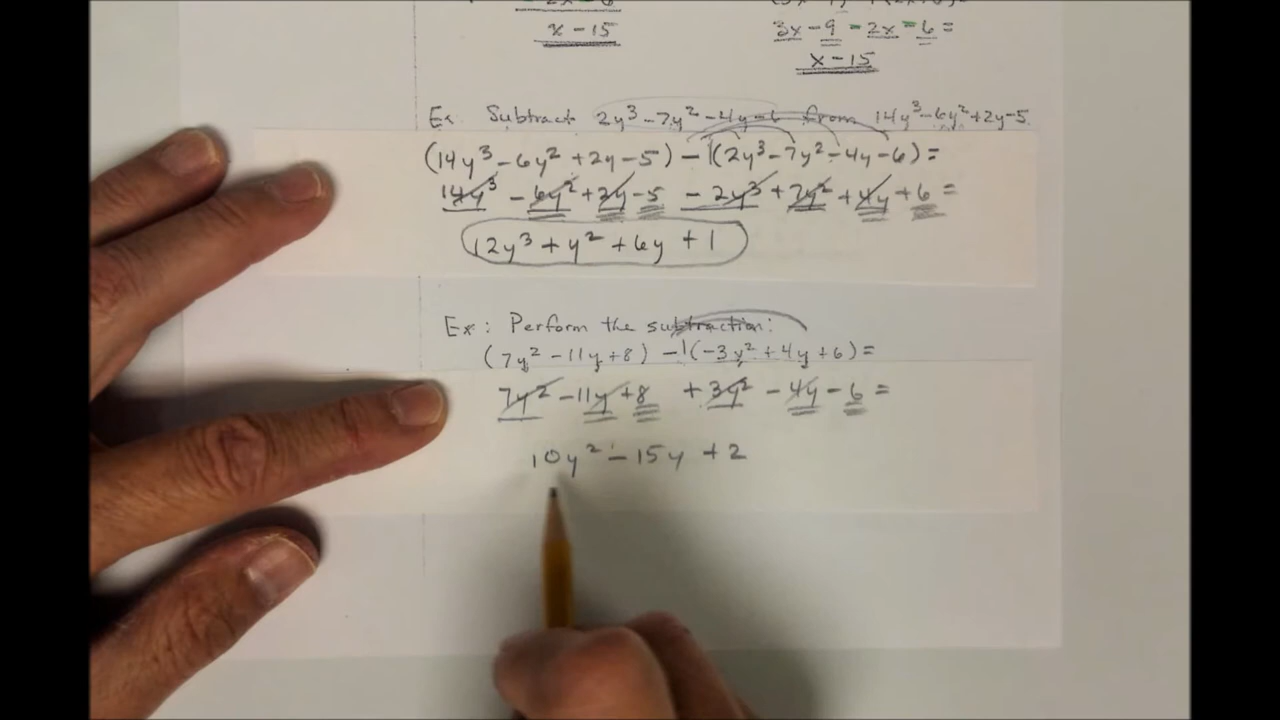 x - 15
3x - 9 - 2x - 6 =
x - 15
Ex Subtract 2y³ - 7y² - 4y - 6 from 14y³ - 6y² + 2y - 5
(14y³ - 6y² + 2y - 5) - 1(2y³ - 7y² - 4y - 6) =
14y³ - 6y² + 2y - 5 - 2y³ + 7y² + 4y + 6 =
12y³ + y² + 6y + 1
Ex: Perform the subtraction:
(7y² - 11y + 8) - 1(-3y² + 4y + 6) =
7y² - 11y + 8 + 3y² - 4y - 6 =
10y² - 15y + 2